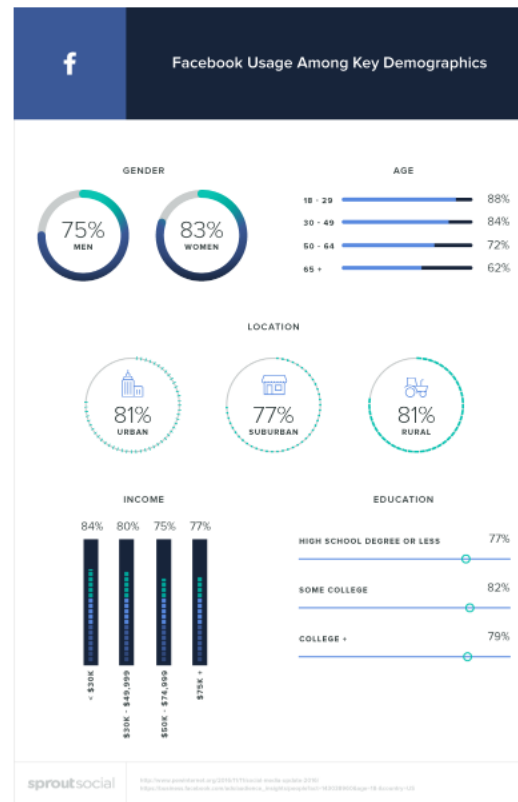 f
Facebook Usage Among Key Demographics
GENDER
75%
MEN
83%
WOMEN
AGE
18 - 29 88%
30 - 49 84%
50 - 64 72%
65 + 62%
LOCATION
81%
URBAN
77%
SUBURBAN
81%
RURAL
INCOME
84% 80% 75% 77%
< $30K
$30K - $49,999
$50K - $74,999
$75K +
EDUCATION
HIGH SCHOOL DEGREE OR LESS 77%
SOME COLLEGE 82%
COLLEGE + 79%
sproutsocial